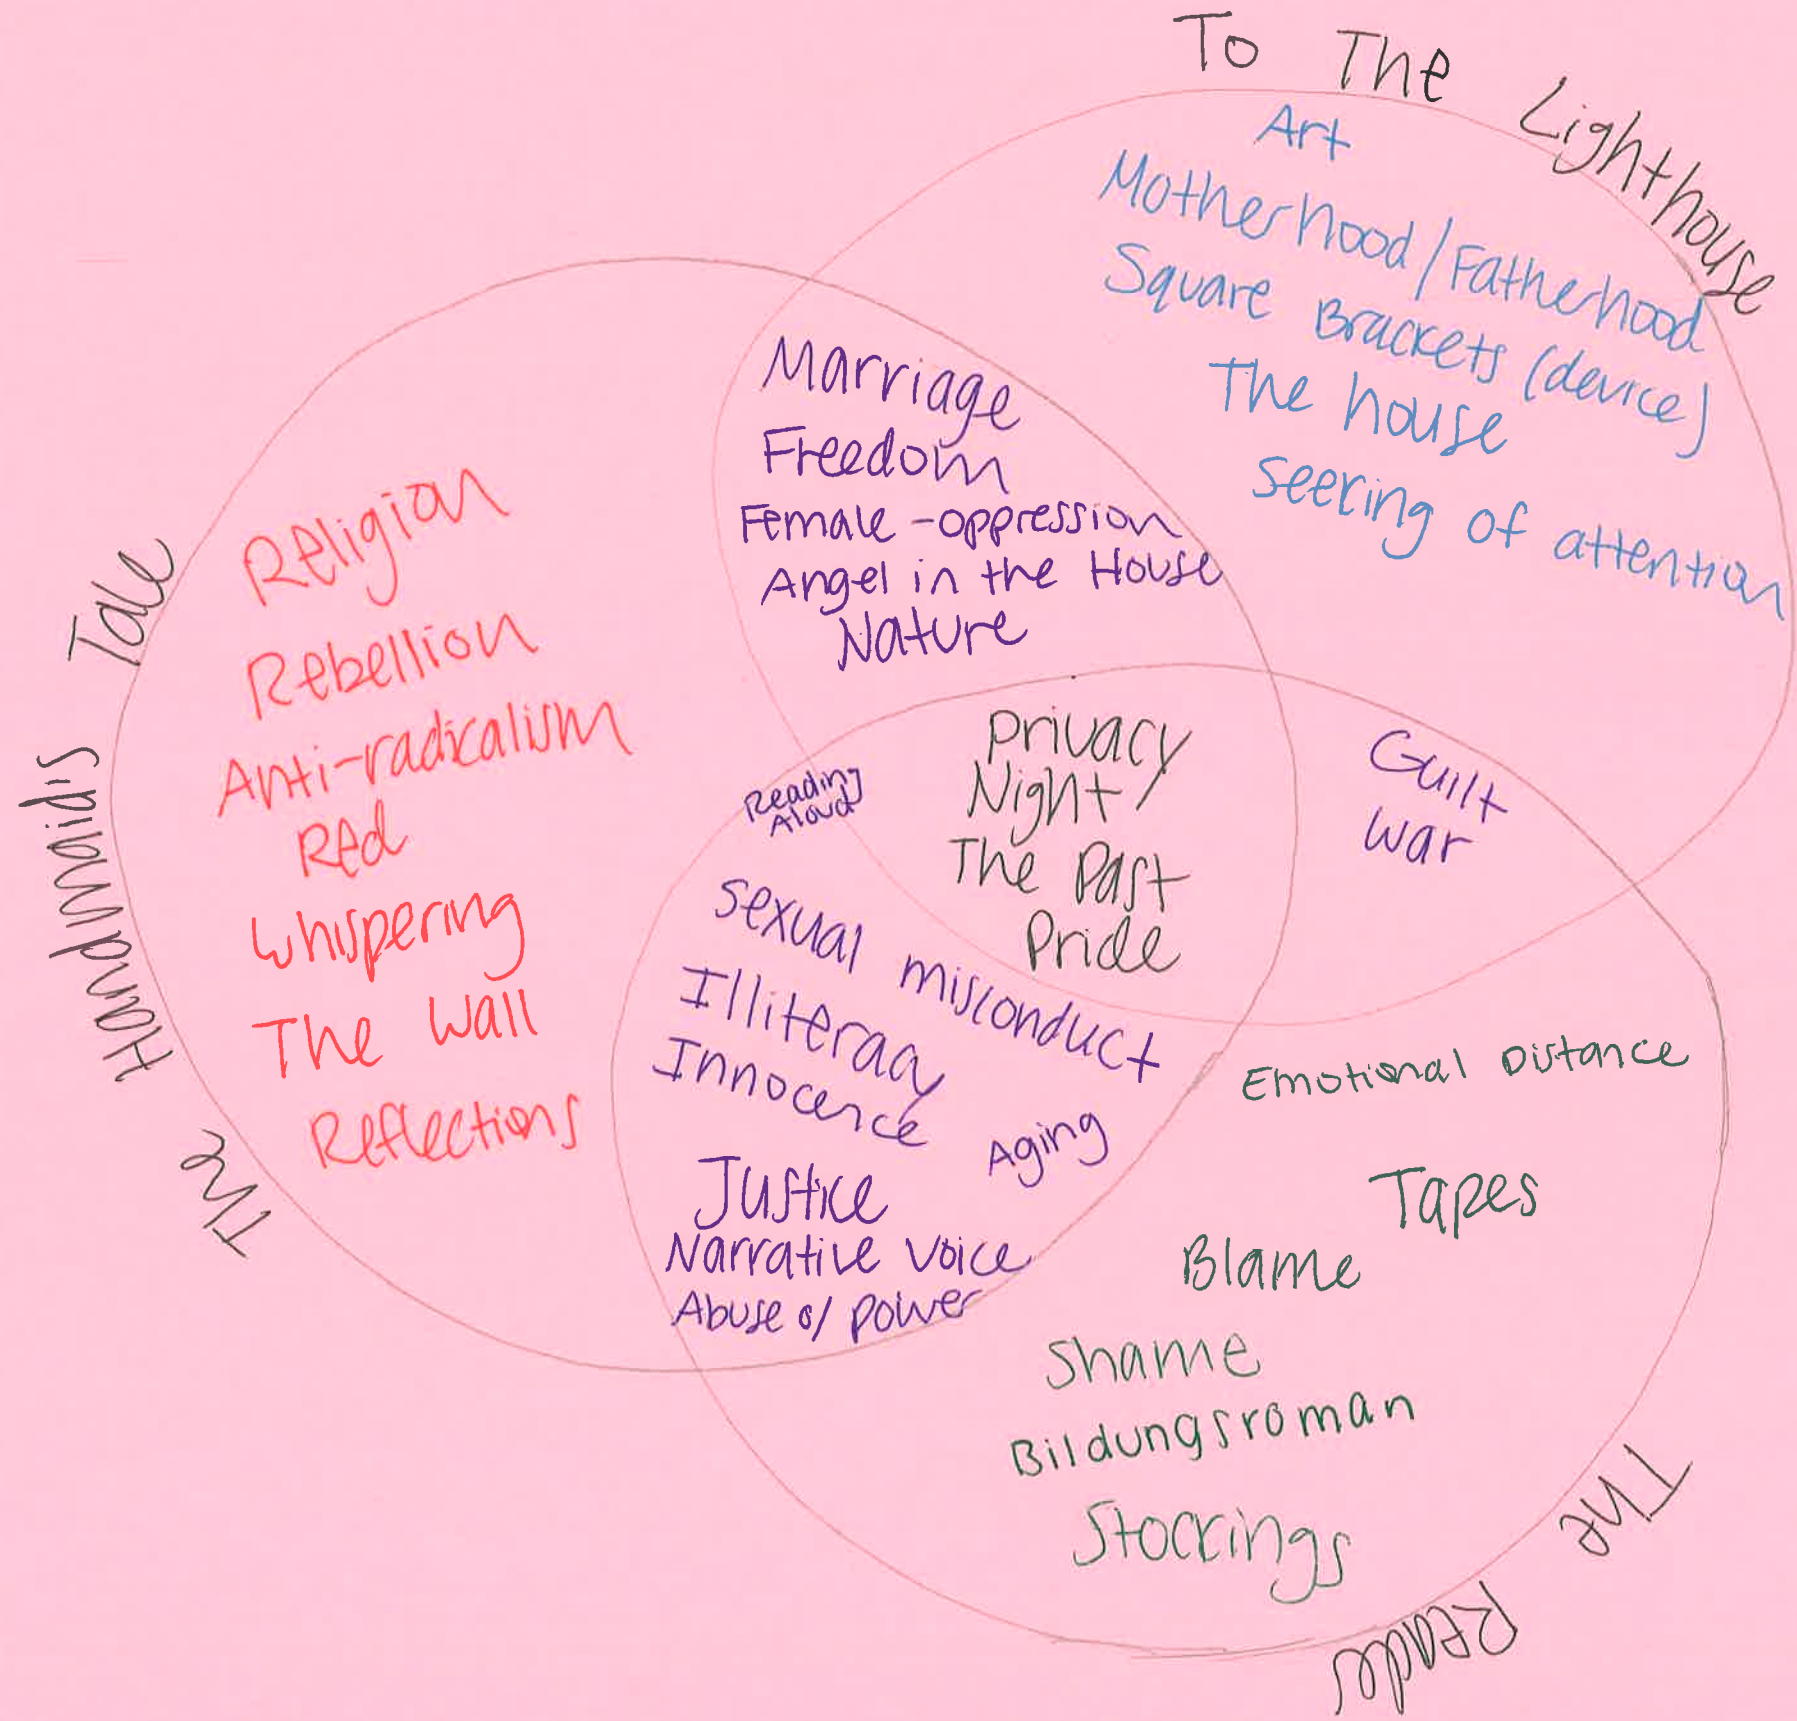 To The Lighthouse
Art
Motherhood/Fatherhood
Square Brackets (device)
The house
Seeking of attention
Marriage
Freedom
Female-oppression
Angel in the House
Nature
The Handmaid's Tale
Religion
Rebellion
Anti-radicalism
Red
Whispering
The Wall
Reflections
Privacy
Night
The Past
Pride
Guilt
War
Reading
Aloud
Sexual misconduct
Illiteracy
Innocence
Aging
Justice
Narrative Voice
Abuse of power
Emotional Distance
Tapes
Blame
Shame
Bildungsroman
Stockings
The Reader